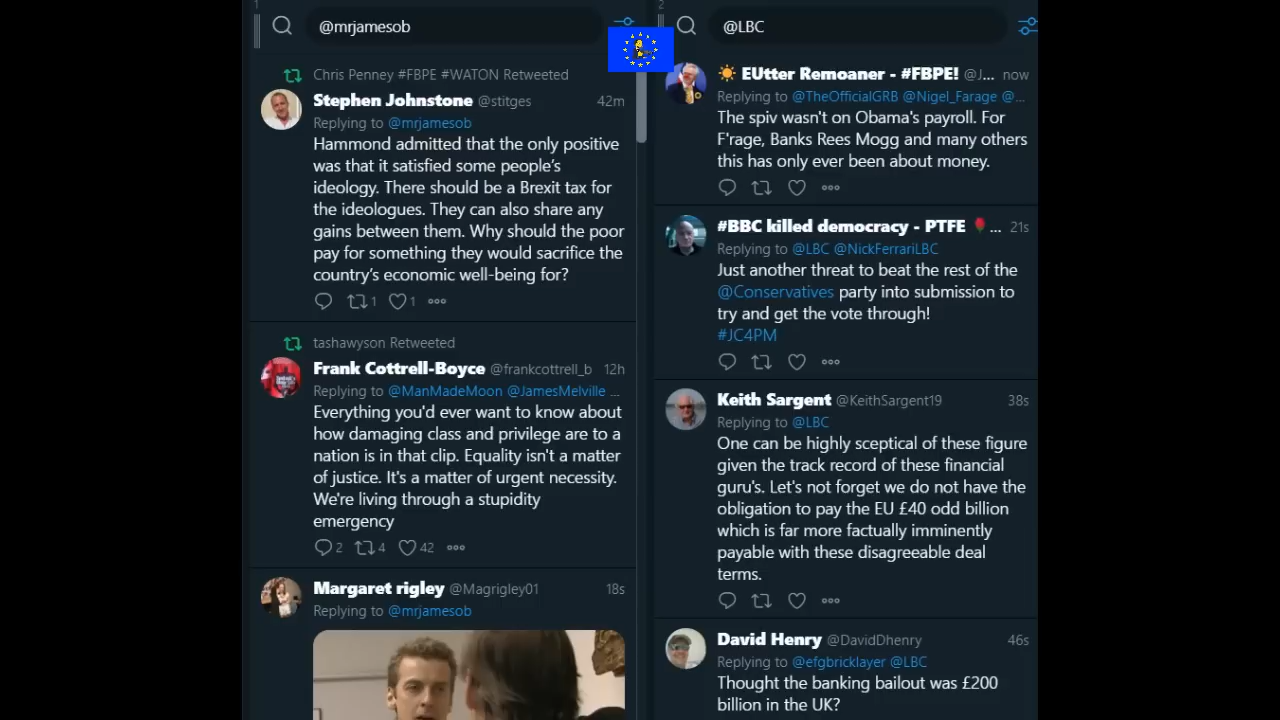 1
@mrjamesob
Chris Penney #FBPE #WATON Retweeted
Stephen Johnstone @stitges 42m
Replying to @mrjamesob
Hammond admitted that the only positive
was that it satisfied some people's
ideology. There should be a Brexit tax for
the ideologues. They can also share any
gains between them. Why should the poor
pay for something they would sacrifice the
country's economic well-being for?
1 1
tashawyson Retweeted
Frank Cottrell-Boyce @frankcottrell_b 12h
Replying to @ManMadeMoon @JamesMelville ...
Everything you'd ever want to know about
how damaging class and privilege are to a
nation is in that clip. Equality isn't a matter
of justice. It's a matter of urgent necessity.
We're living through a stupidity
emergency
2 4 42
Margaret rigley @Magrigley01 18s
Replying to @mrjamesob
2
@LBC
EUtter Remoaner - #FBPE! @J... now
Replying to @TheOfficialGRB @Nigel_Farage @...
The spiv wasn't on Obama's payroll. For
F'rage, Banks Rees Mogg and many others
this has only ever been about money.
#BBC killed democracy - PTFE 🌹... 21s
Replying to @LBC @NickFerrariLBC
Just another threat to beat the rest of the
@Conservatives party into submission to
try and get the vote through!
#JC4PM
Keith Sargent @KeithSargent19 38s
Replying to @LBC
One can be highly sceptical of these figure
given the track record of these financial
guru's. Let's not forget we do not have the
obligation to pay the EU £40 odd billion
which is far more factually imminently
payable with these disagreeable deal
terms.
David Henry @DavidDhenry 46s
Replying to @efgbricklayer @LBC
Thought the banking bailout was £200
billion in the UK?